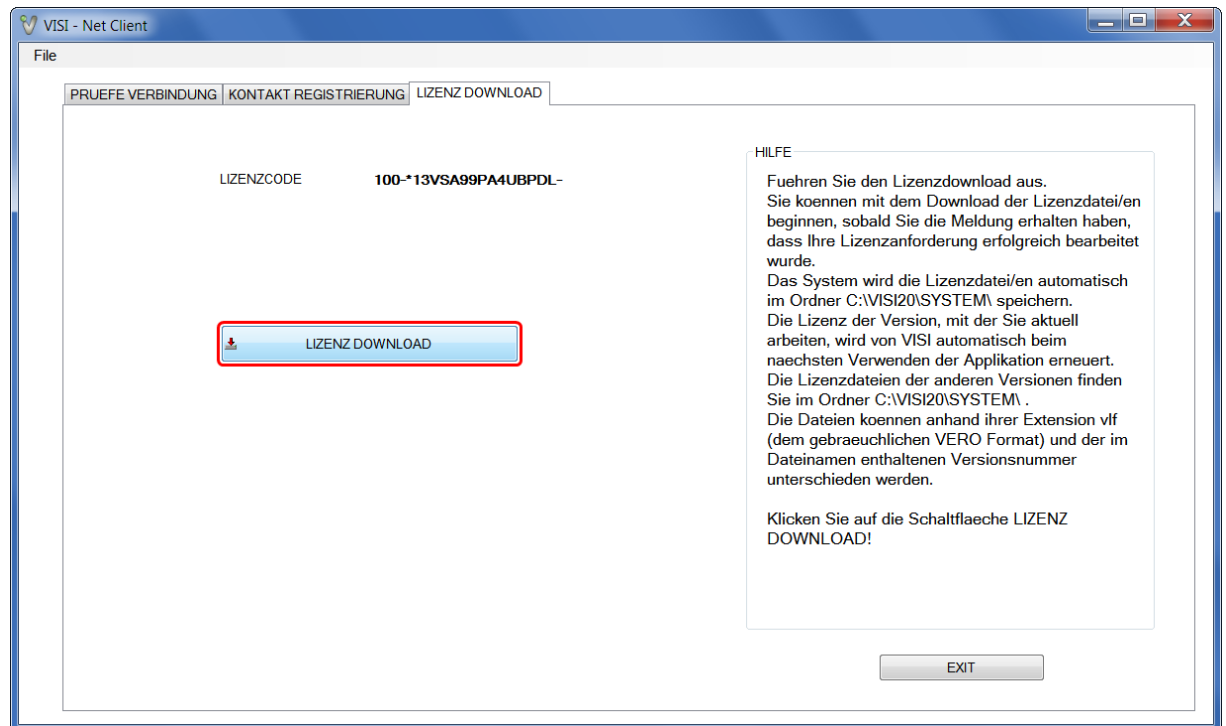 VISI - Net Client
File
PRUEFE VERBINDUNG KONTAKT REGISTRIERUNG LIZENZ DOWNLOAD
LIZENZCODE 100-*13VSA99PA4UBPDL-
LIZENZ DOWNLOAD
HILFE
Fuehren Sie den Lizenzdownload aus.
Sie koennen mit dem Download der Lizenzdatei/en
beginnen, sobald Sie die Meldung erhalten haben,
dass Ihre Lizenzanforderung erfolgreich bearbeitet
wurde.
Das System wird die Lizenzdatei/en automatisch
im Ordner C:\VISI20\SYSTEM\ speichern.
Die Lizenz der Version, mit der Sie aktuell
arbeiten, wird von VISI automatisch beim
naechsten Verwenden der Applikation erneuert.
Die Lizenzdateien der anderen Versionen finden
Sie im Ordner C:\VISI20\SYSTEM\ .
Die Dateien koennen anhand ihrer Extension vlf
(dem gebraeuchlichen VERO Format) und der im
Dateinamen enthaltenen Versionsnummer
unterschieden werden.
Klicken Sie auf die Schaltflaeche LIZENZ
DOWNLOAD!
EXIT